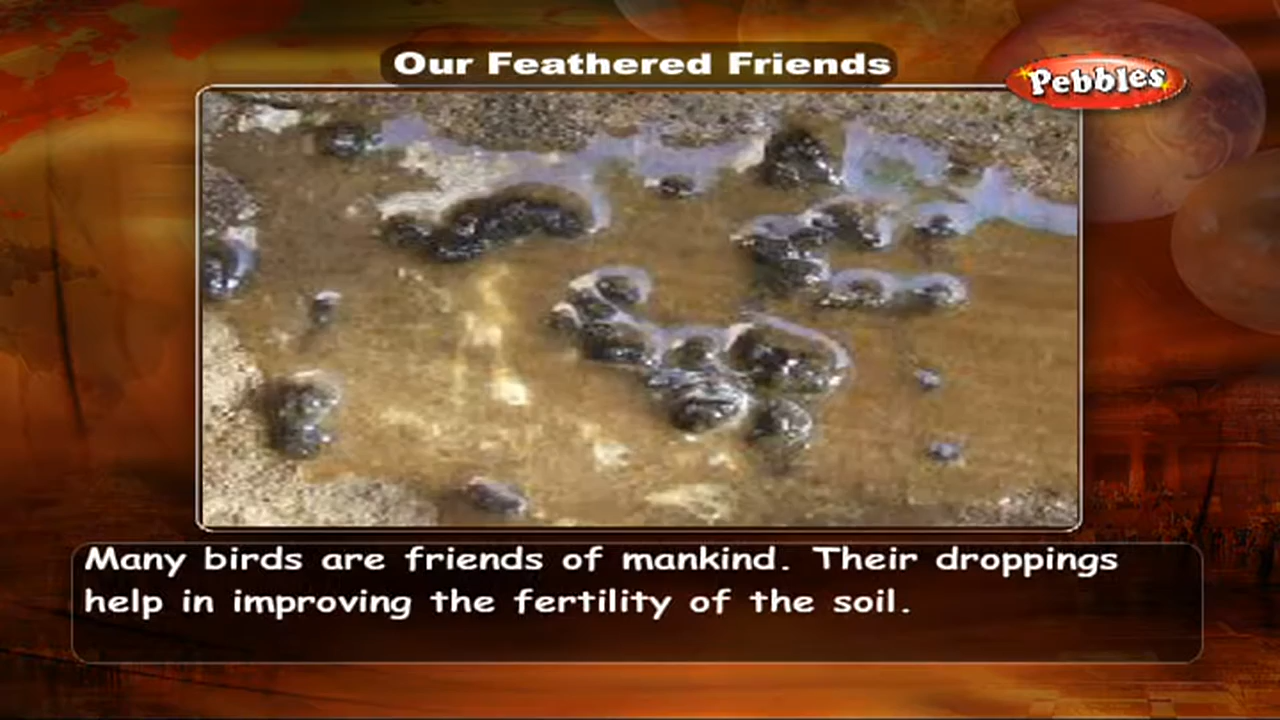 Our Feathered Friends
Pebbles
Many birds are friends of mankind. Their droppings
help in improving the fertility of the soil.